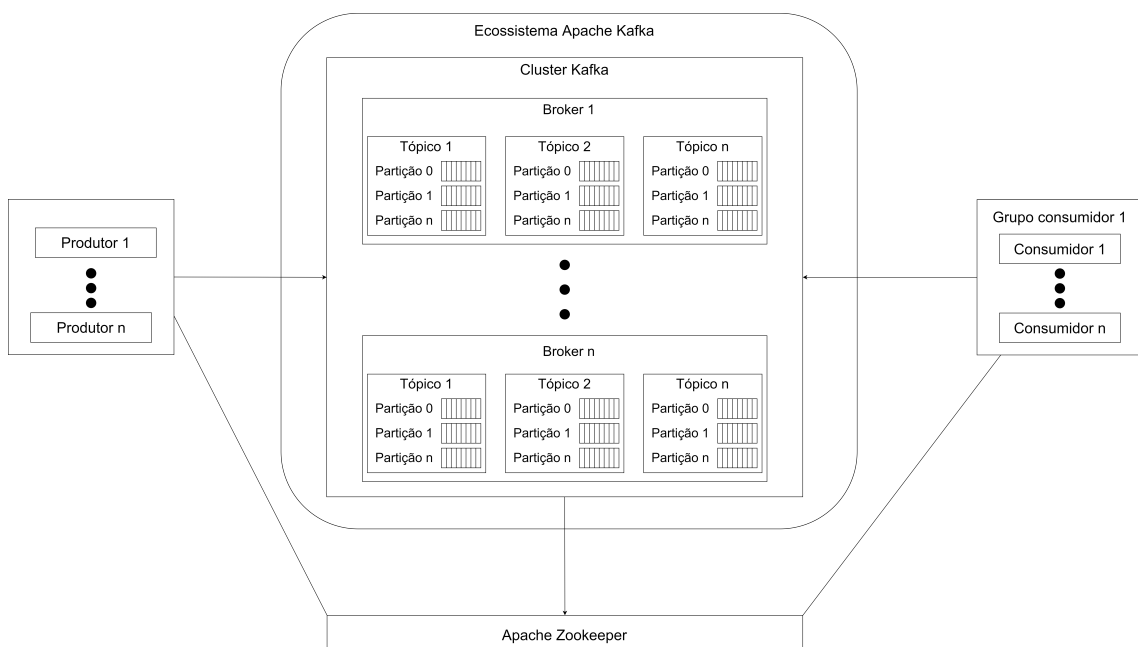 Ecossistema Apache Kafka
Cluster Kafka
Broker 1
Tópico 1
Partição 0
Partição 1
Partição n
Tópico 2
Partição 0
Partição 1
Partição n
Tópico n
Partição 0
Partição 1
Partição n
Produtor 1
Produtor n
Grupo consumidor 1
Consumidor 1
Consumidor n
Broker n
Tópico 1
Partição 0
Partição 1
Partição n
Tópico 2
Partição 0
Partição 1
Partição n
Tópico n
Partição 0
Partição 1
Partição n
Apache Zookeeper